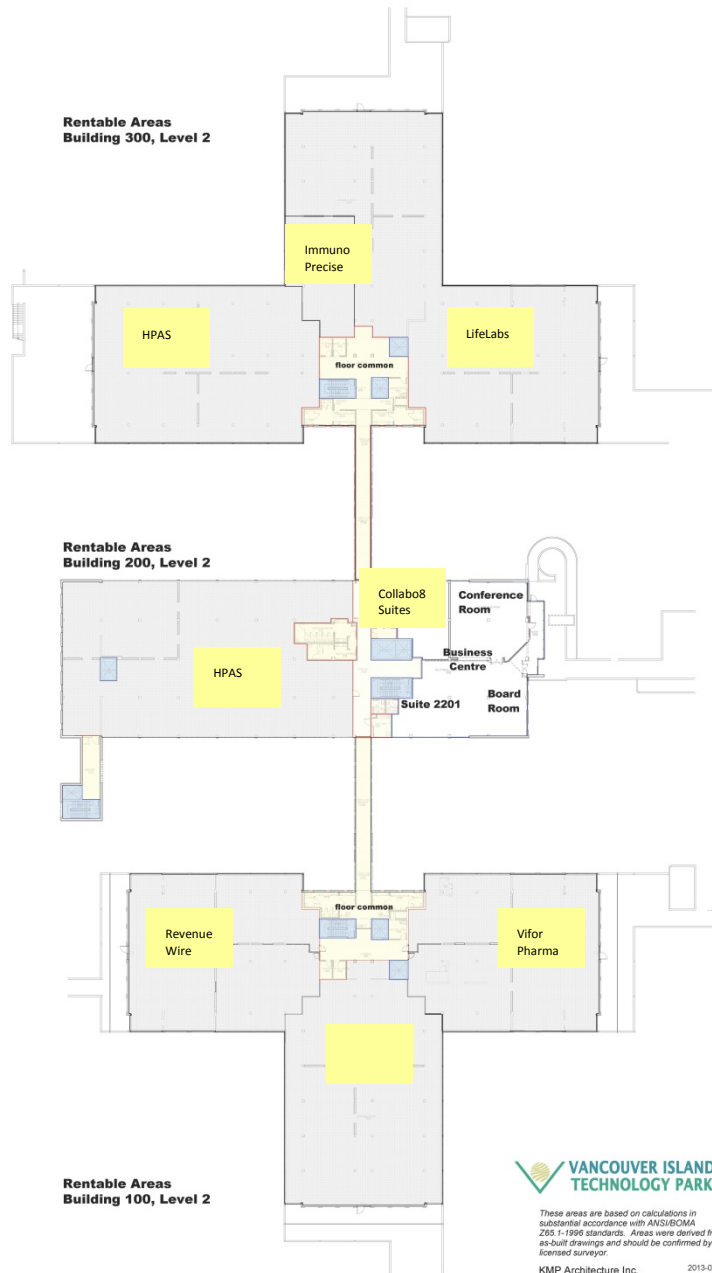 Rentable Areas
Building 300, Level 2
Immuno
Precise
HPAS
LifeLabs
floor common
Rentable Areas
Building 200, Level 2
Collabo8
Suites
Conference
Room
Business
Centre
HPAS
Suite 2201
Board
Room
floor common
Revenue
Wire
Vifor
Pharma
Rentable Areas
Building 100, Level 2
VANCOUVER ISLAND
TECHNOLOGY PARK
These areas are based on calculations in
substantial accordance with ANSI/BOMA
Z65.1-1996 standards. Areas were derived fr
as-built drawings and should be confirmed by
licensed surveyor.
KMP Architecture Inc. 2013-0